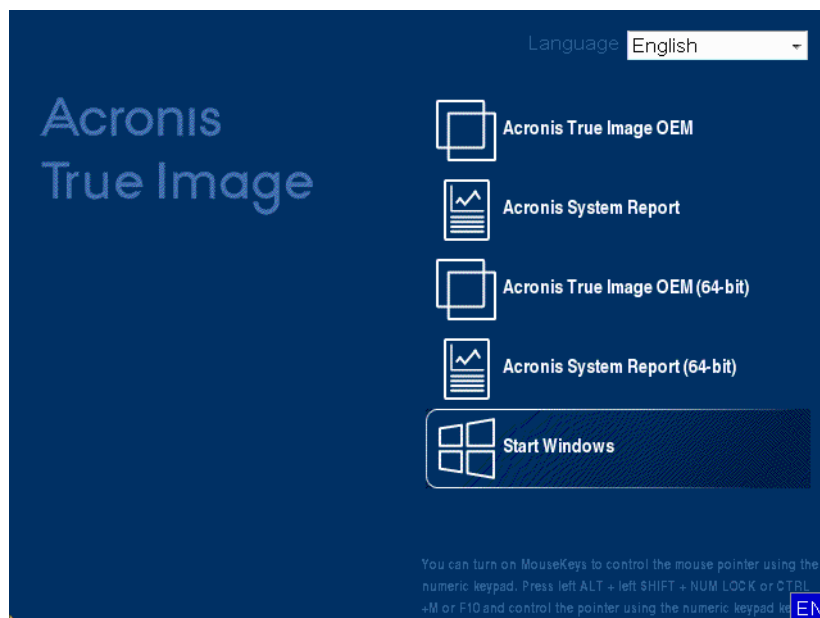 Language English
Acronis
True Image
Acronis True Image OEM
Acronis System Report
Acronis True Image OEM (64-bit)
Acronis System Report (64-bit)
Start Windows
You can turn on MouseKeys to control the mouse pointer using the
numeric keypad. Press left ALT + left SHIFT + NUM LOCK or CTRL
+M or F10 and control the pointer using the numeric keypad
EN